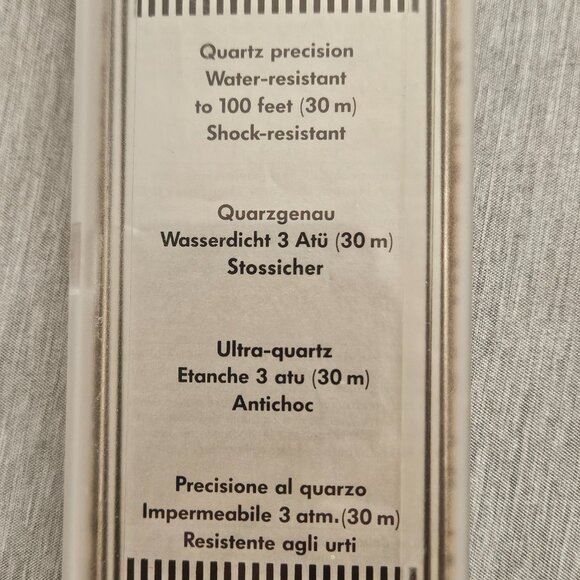 Quartz precision
Water-resistant
to 100 feet (30 m)
Shock-resistant
Quarzgenau
Wasserdicht 3 Atü (30 m)
Stossicher
Ultra-quartz
Etanche 3 atu (30 m)
Antichoc
Precisione al quarzo
Impermeabile 3 atm. (30 m)
Resistente agli urti